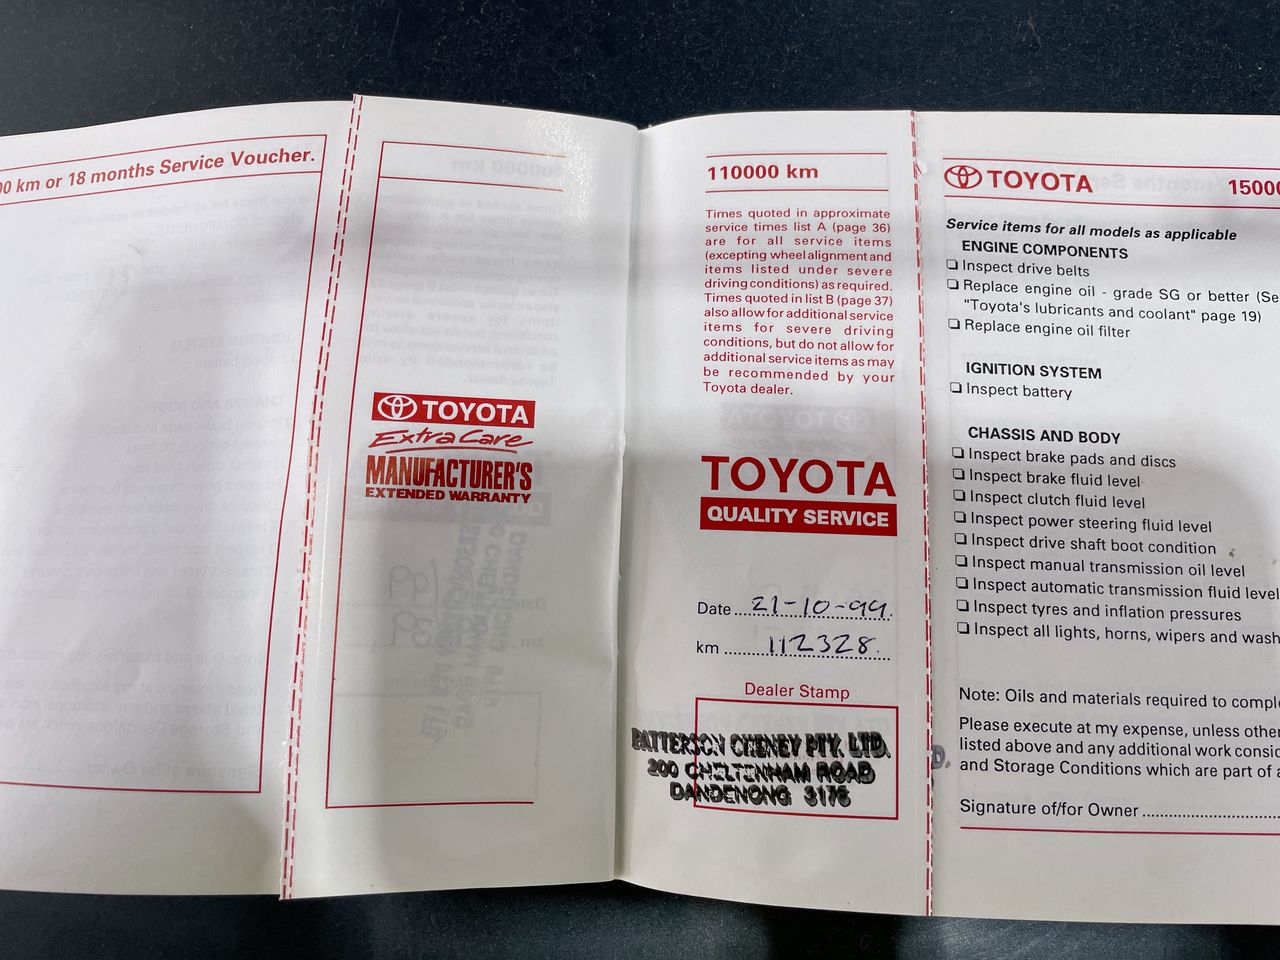 00 km or 18 months Service Voucher.
TOYOTA
Extra Care
MANUFACTURER'S
EXTENDED WARRANTY
110000 km
Times quoted in approximate
service times list A (page 36)
are for all service items
(excepting wheel alignment and
items listed under severe
driving conditions) as required.
Times quoted in list B (page 37)
also allow for additional service
items for severe driving
conditions, but do not allow for
additional service items as may
be recommended by your
Toyota dealer.
TOYOTA
QUALITY SERVICE
Date 21-10-99
km 112328
Dealer Stamp
PATTERSON CHENEY PTY. LTD.
200 CHELTENHAM ROAD
DANDENONG 3175
TOYOTA 1500
Service items for all models as applicable
ENGINE COMPONENTS
Inspect drive belts
Replace engine oil - grade SG or better (Se
"Toyota's lubricants and coolant" page 19)
Replace engine oil filter
IGNITION SYSTEM
Inspect battery
CHASSIS AND BODY
Inspect brake pads and discs
Inspect brake fluid level
Inspect clutch fluid level
Inspect power steering fluid level
Inspect drive shaft boot condition
Inspect manual transmission oil level
Inspect automatic transmission fluid level
Inspect tyres and inflation pressures
Inspect all lights, horns, wipers and wash
Note: Oils and materials required to comple
Please execute at my expense, unless other
listed above and any additional work consid
and Storage Conditions which are part of a
Signature of/for Owner